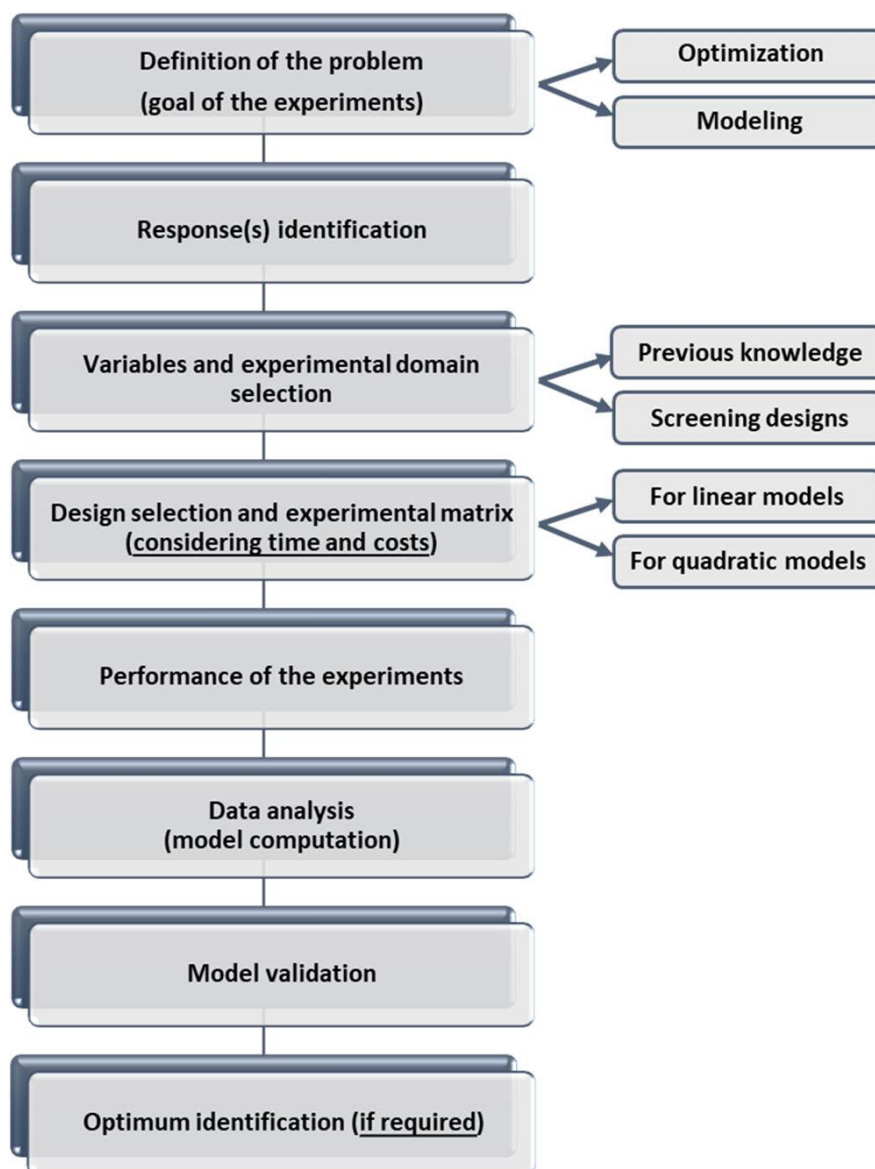 Definition of the problem
(goal of the experiments)
Optimization
Modeling
Response(s) identification
Variables and experimental domain
selection
Previous knowledge
Screening designs
Design selection and experimental matrix
(considering time and costs)
For linear models
For quadratic models
Performance of the experiments
Data analysis
(model computation)
Model validation
Optimum identification (if required)